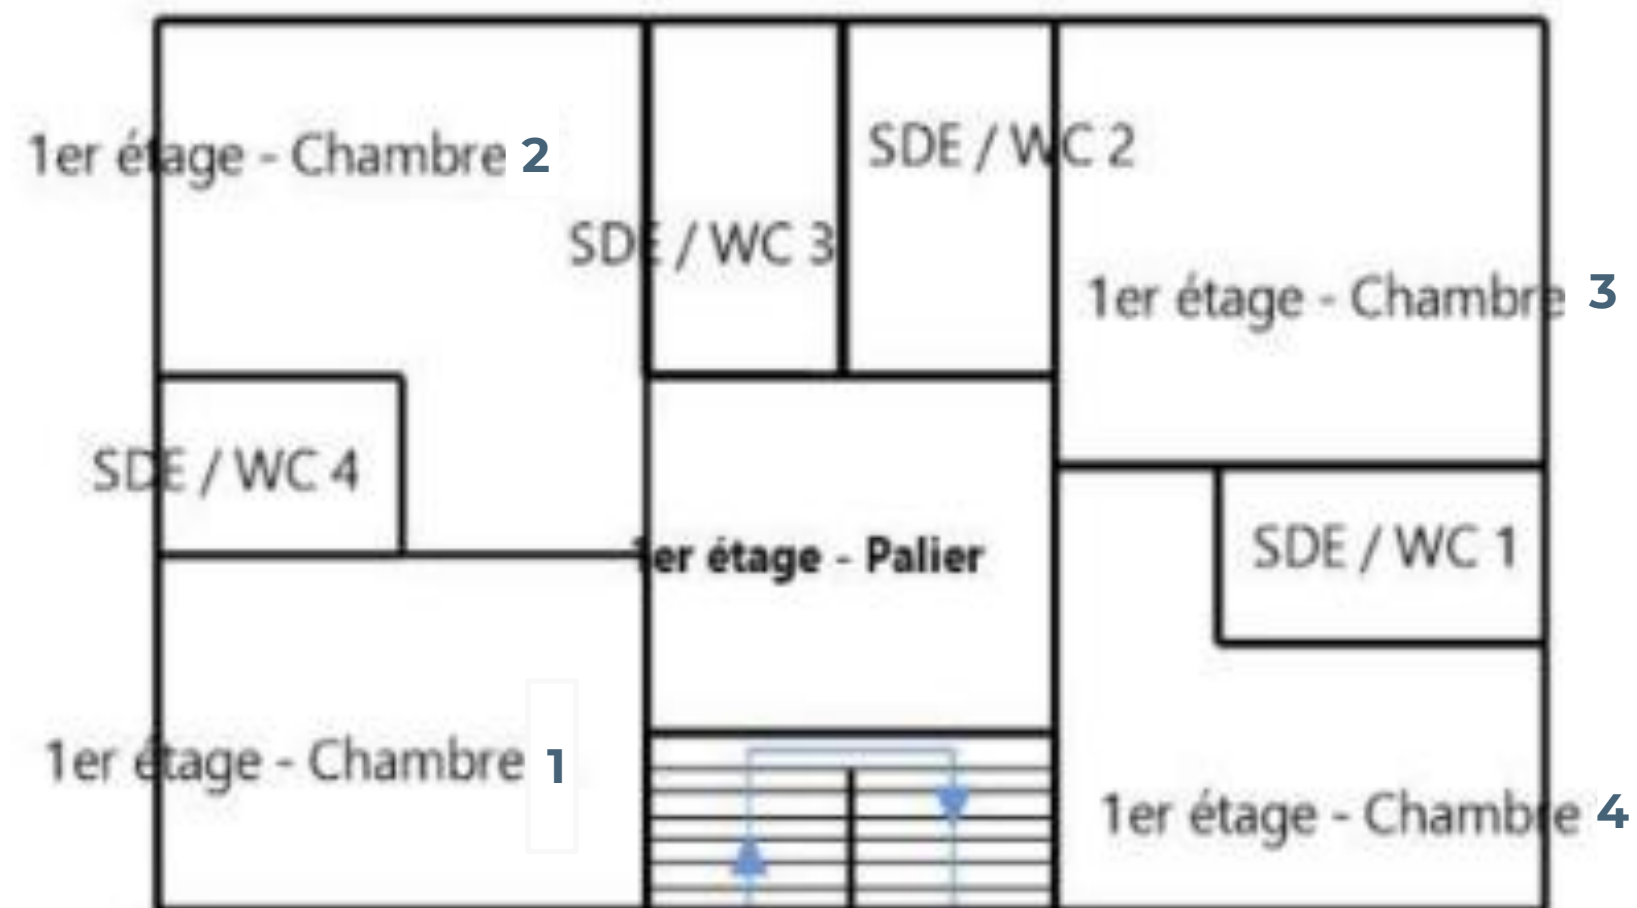 1er étage - Chambre 2
SDE / WC 2
SDE / WC 3
1er étage - Chambre 3
SDE / WC 4
SDE / WC 1
1er étage - Palier
1er étage - Chambre 1
1er étage - Chambre 4